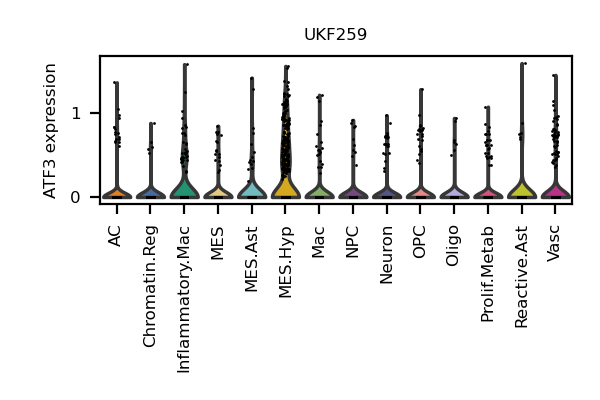 UKF259
ATF3 expression
1
0
AC
Chromatin.Reg
Inflammatory.Mac
MES
MES.Ast
MES.Hyp
Mac
NPC
Neuron
OPC
Oligo
Prolif.Metab
Reactive.Ast
Vasc